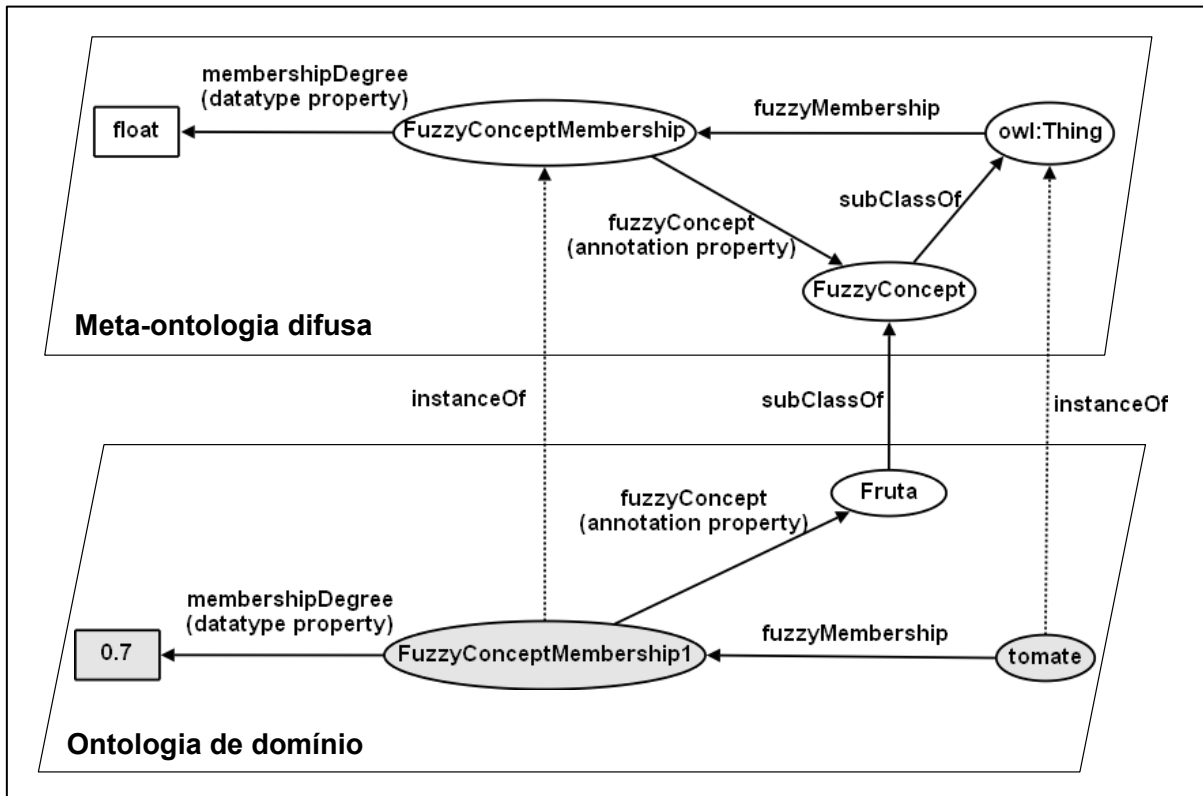 membershipDegree
(datatype property)
float
FuzzyConceptMembership
fuzzyMembership
owl:Thing
subClassOf
fuzzyConcept
(annotation property)
FuzzyConcept
Meta-ontologia difusa
instanceOf
subClassOf
instanceOf
Fruta
fuzzyConcept
(annotation property)
membershipDegree
(datatype property)
0.7
FuzzyConceptMembership1
fuzzyMembership
tomate
Ontologia de domínio